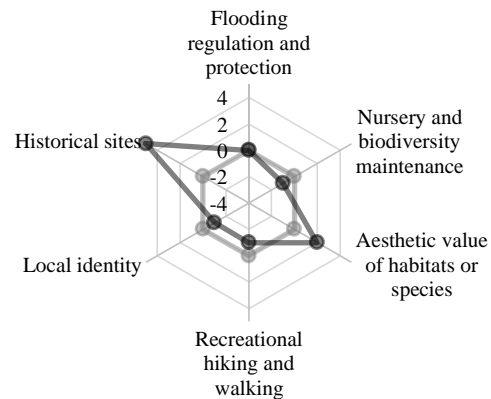 Flooding
regulation and
protection
4
2
0
-2
-4
Nursery and
biodiversity
maintenance
Aesthetic value
of habitats or
species
Recreational
hiking and
walking
Local identity
Historical sites